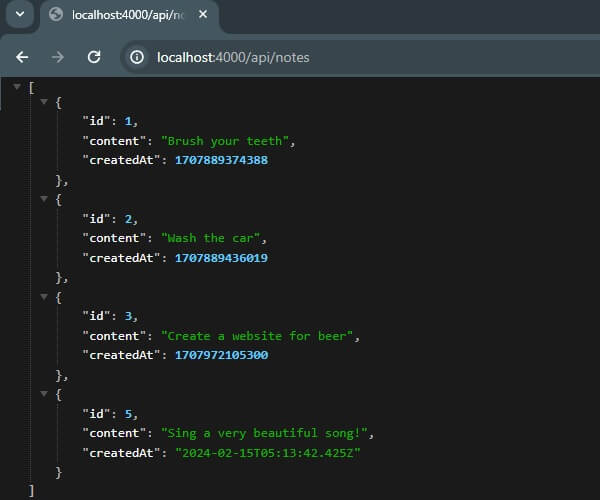 localhost:4000/api/no
localhost:4000/api/notes
[
{
"id": 1,
"content": "Brush your teeth",
"createdAt": 1707889374388
},
{
"id": 2,
"content": "Wash the car",
"createdAt": 1707889436019
},
{
"id": 3,
"content": "Create a website for beer",
"createdAt": 1707972105300
},
{
"id": 5,
"content": "Sing a very beautiful song!",
"createdAt": "2024-02-15T05:13:42.425Z"
}
]